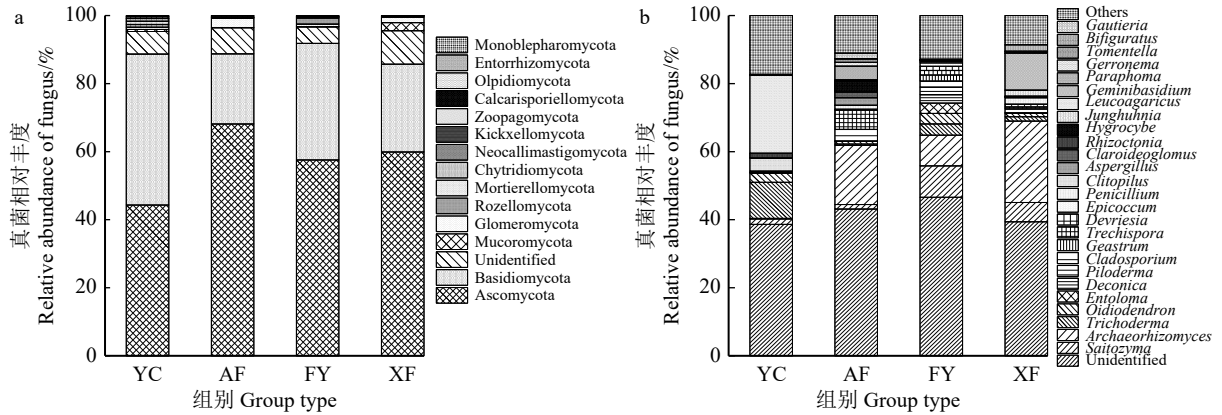 a
100
80
60
40
20
0
真菌相对丰度
Relative abundance of fungus/%
YC AF FY XF
组别 Group type
Monoblepharomycota
Entorrhizomycota
Olpidiomycota
Calcarisporiellomycota
Zoopagomycota
Kickxellomycota
Neocallimastigomycota
Chytridiomycota
Mortierellomycota
Rozellomycota
Glomeromycota
Mucoromycota
Unidentified
Basidiomycota
Ascomycota
b
100
80
60
40
20
0
真菌相对丰度
Relative abundance of fungus/%
YC AF FY XF
组别 Group type
Others
Gautieria
Bifiguratus
Tomentella
Gerronema
Paraphoma
Geminibasidium
Leucoagaricus
Junghuhnia
Hygrocybe
Rhizoctonia
Claroideoglomus
Aspergillus
Clitopilus
Penicillium
Epicoccum
Devriesia
Trechispora
Geastrum
Cladosporium
Piloderma
Deconica
Entoloma
Oidiodendron
Trichoderma
Archaeorhizomyces
Saitozyma
Unidentified